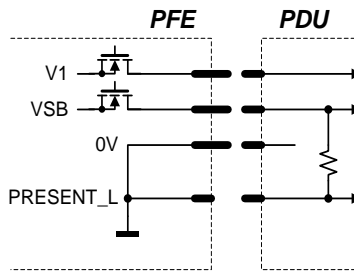 PFE PDU
V1
VSB
0V
PRESENT_L